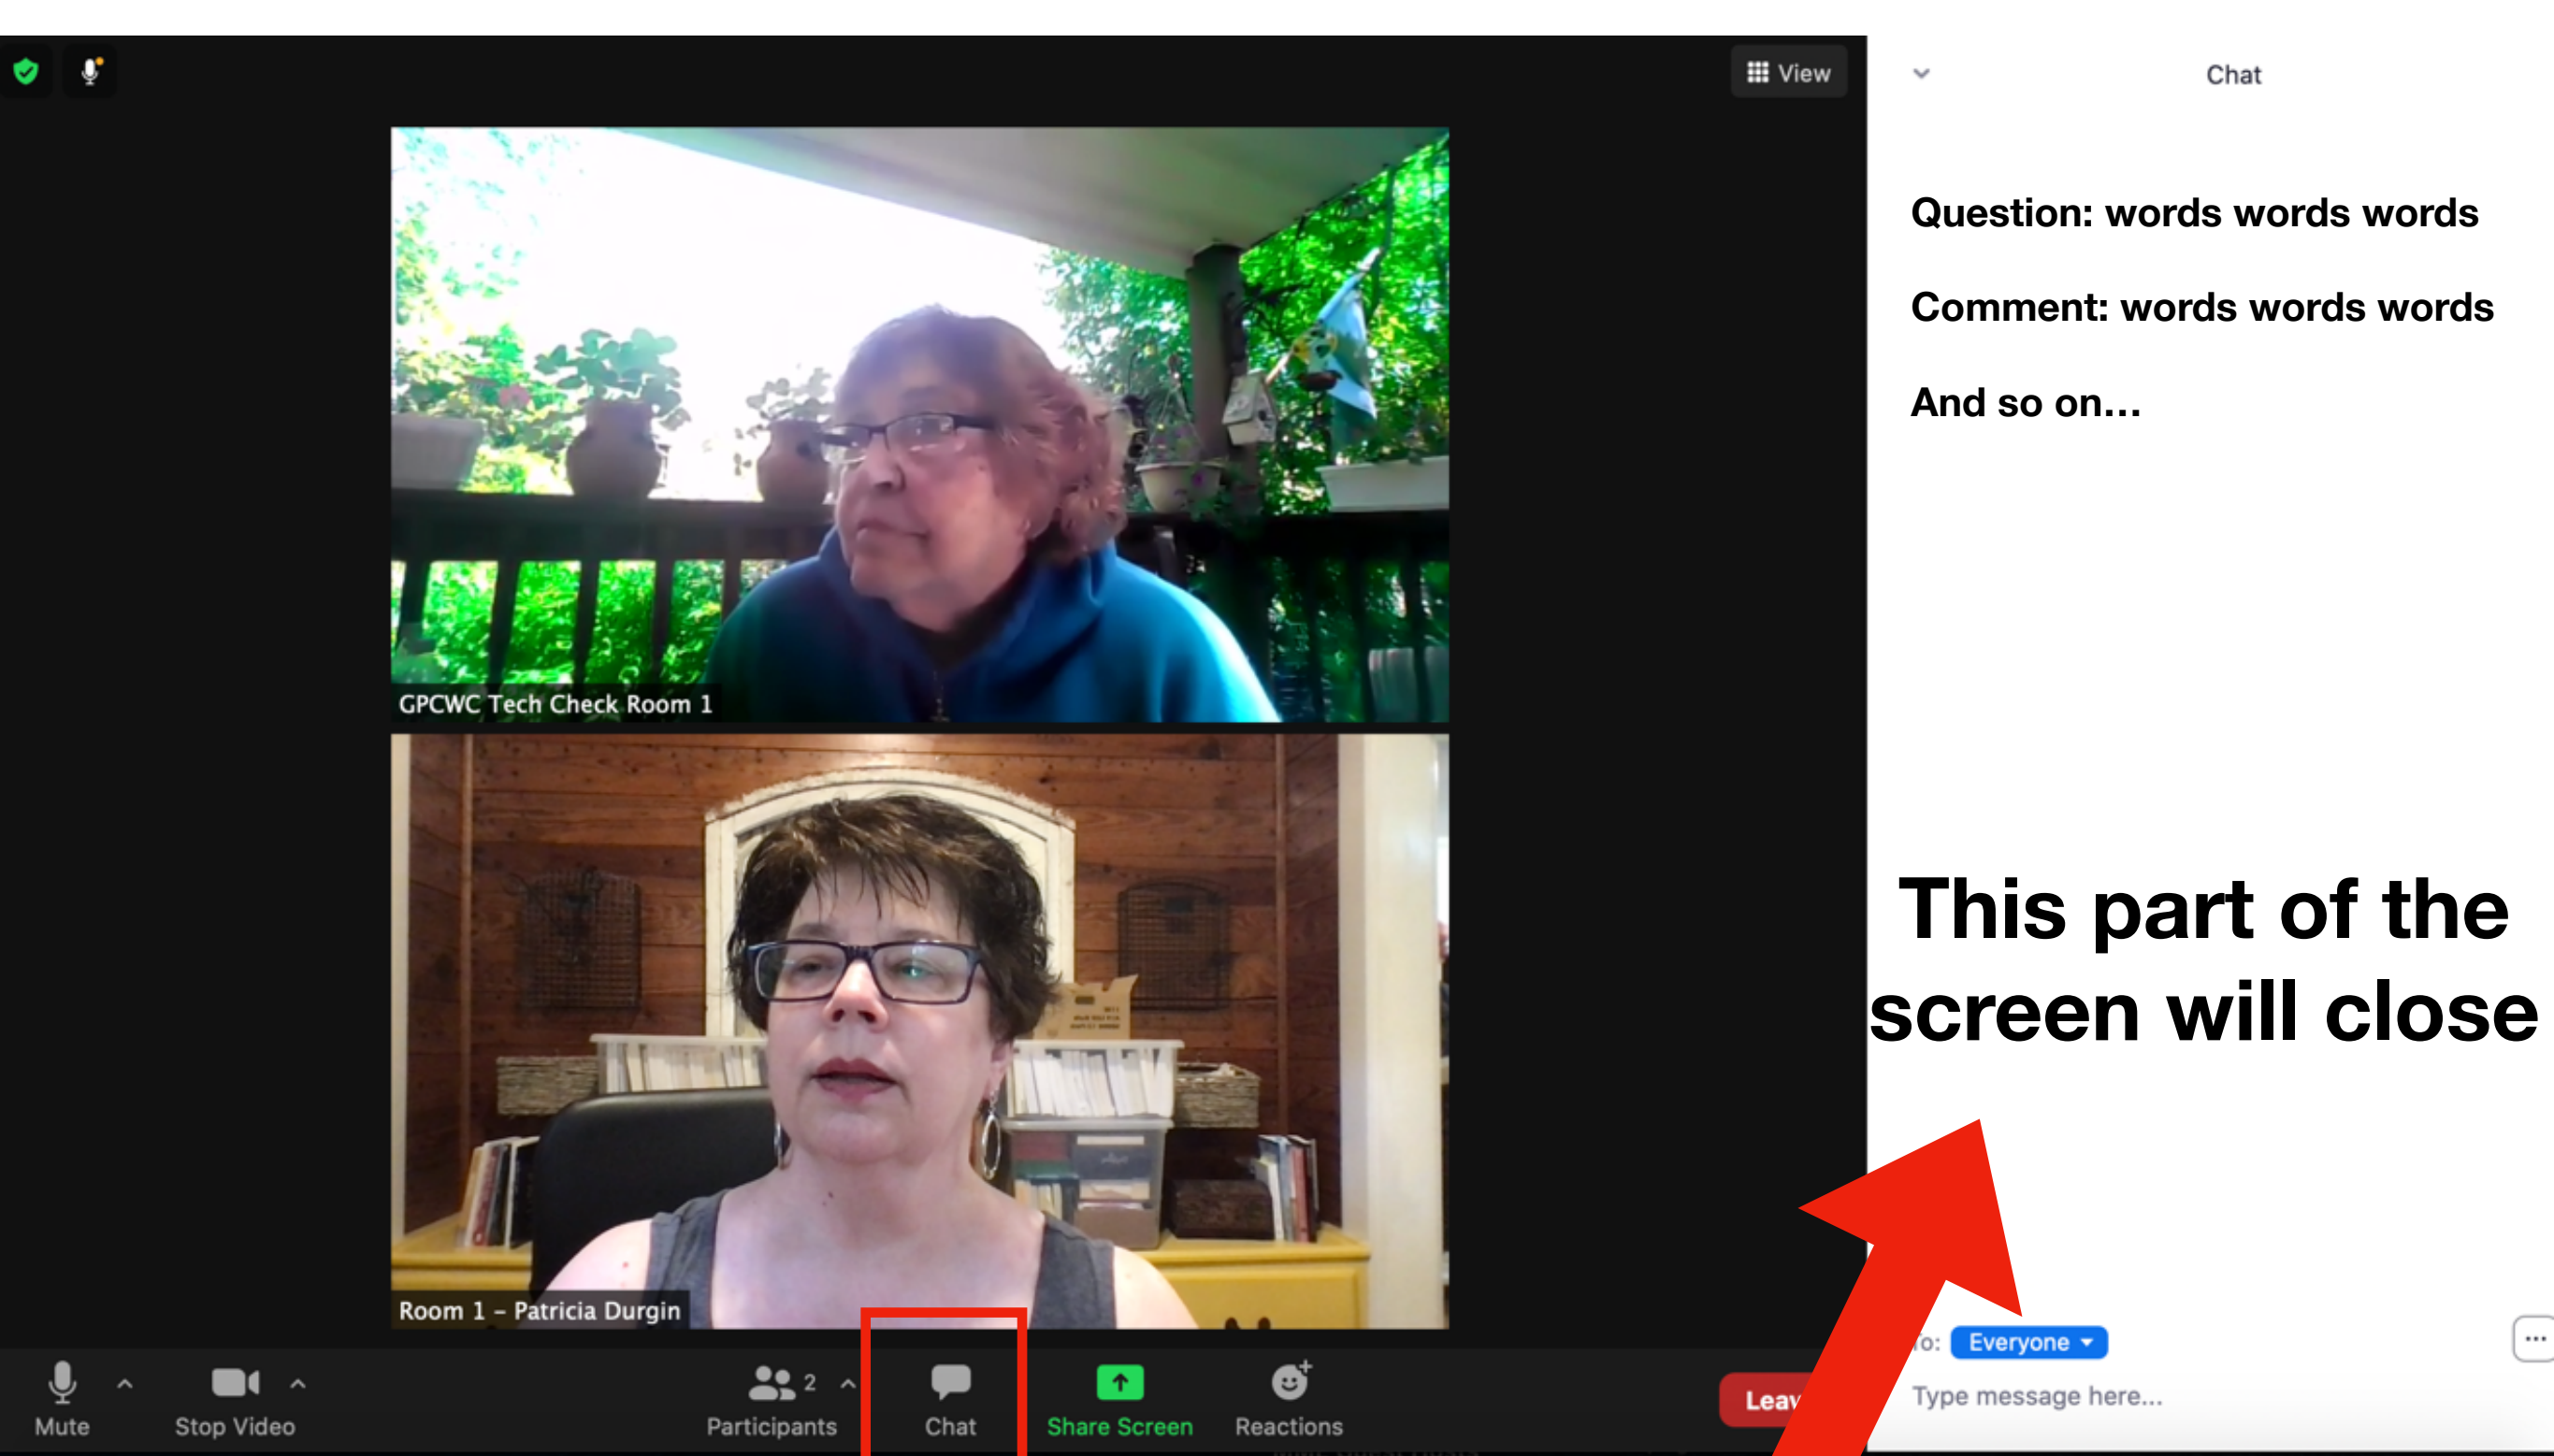 View
Chat
Question: words words words
Comment: words words words
And so on...
GPCWC Tech Check Room 1
This part of the
screen will close
Room 1 – Patricia Durgin
To: Everyone
Type message here...
Mute
Stop Video
Participants
2
Chat
Share Screen
Reactions
Leav